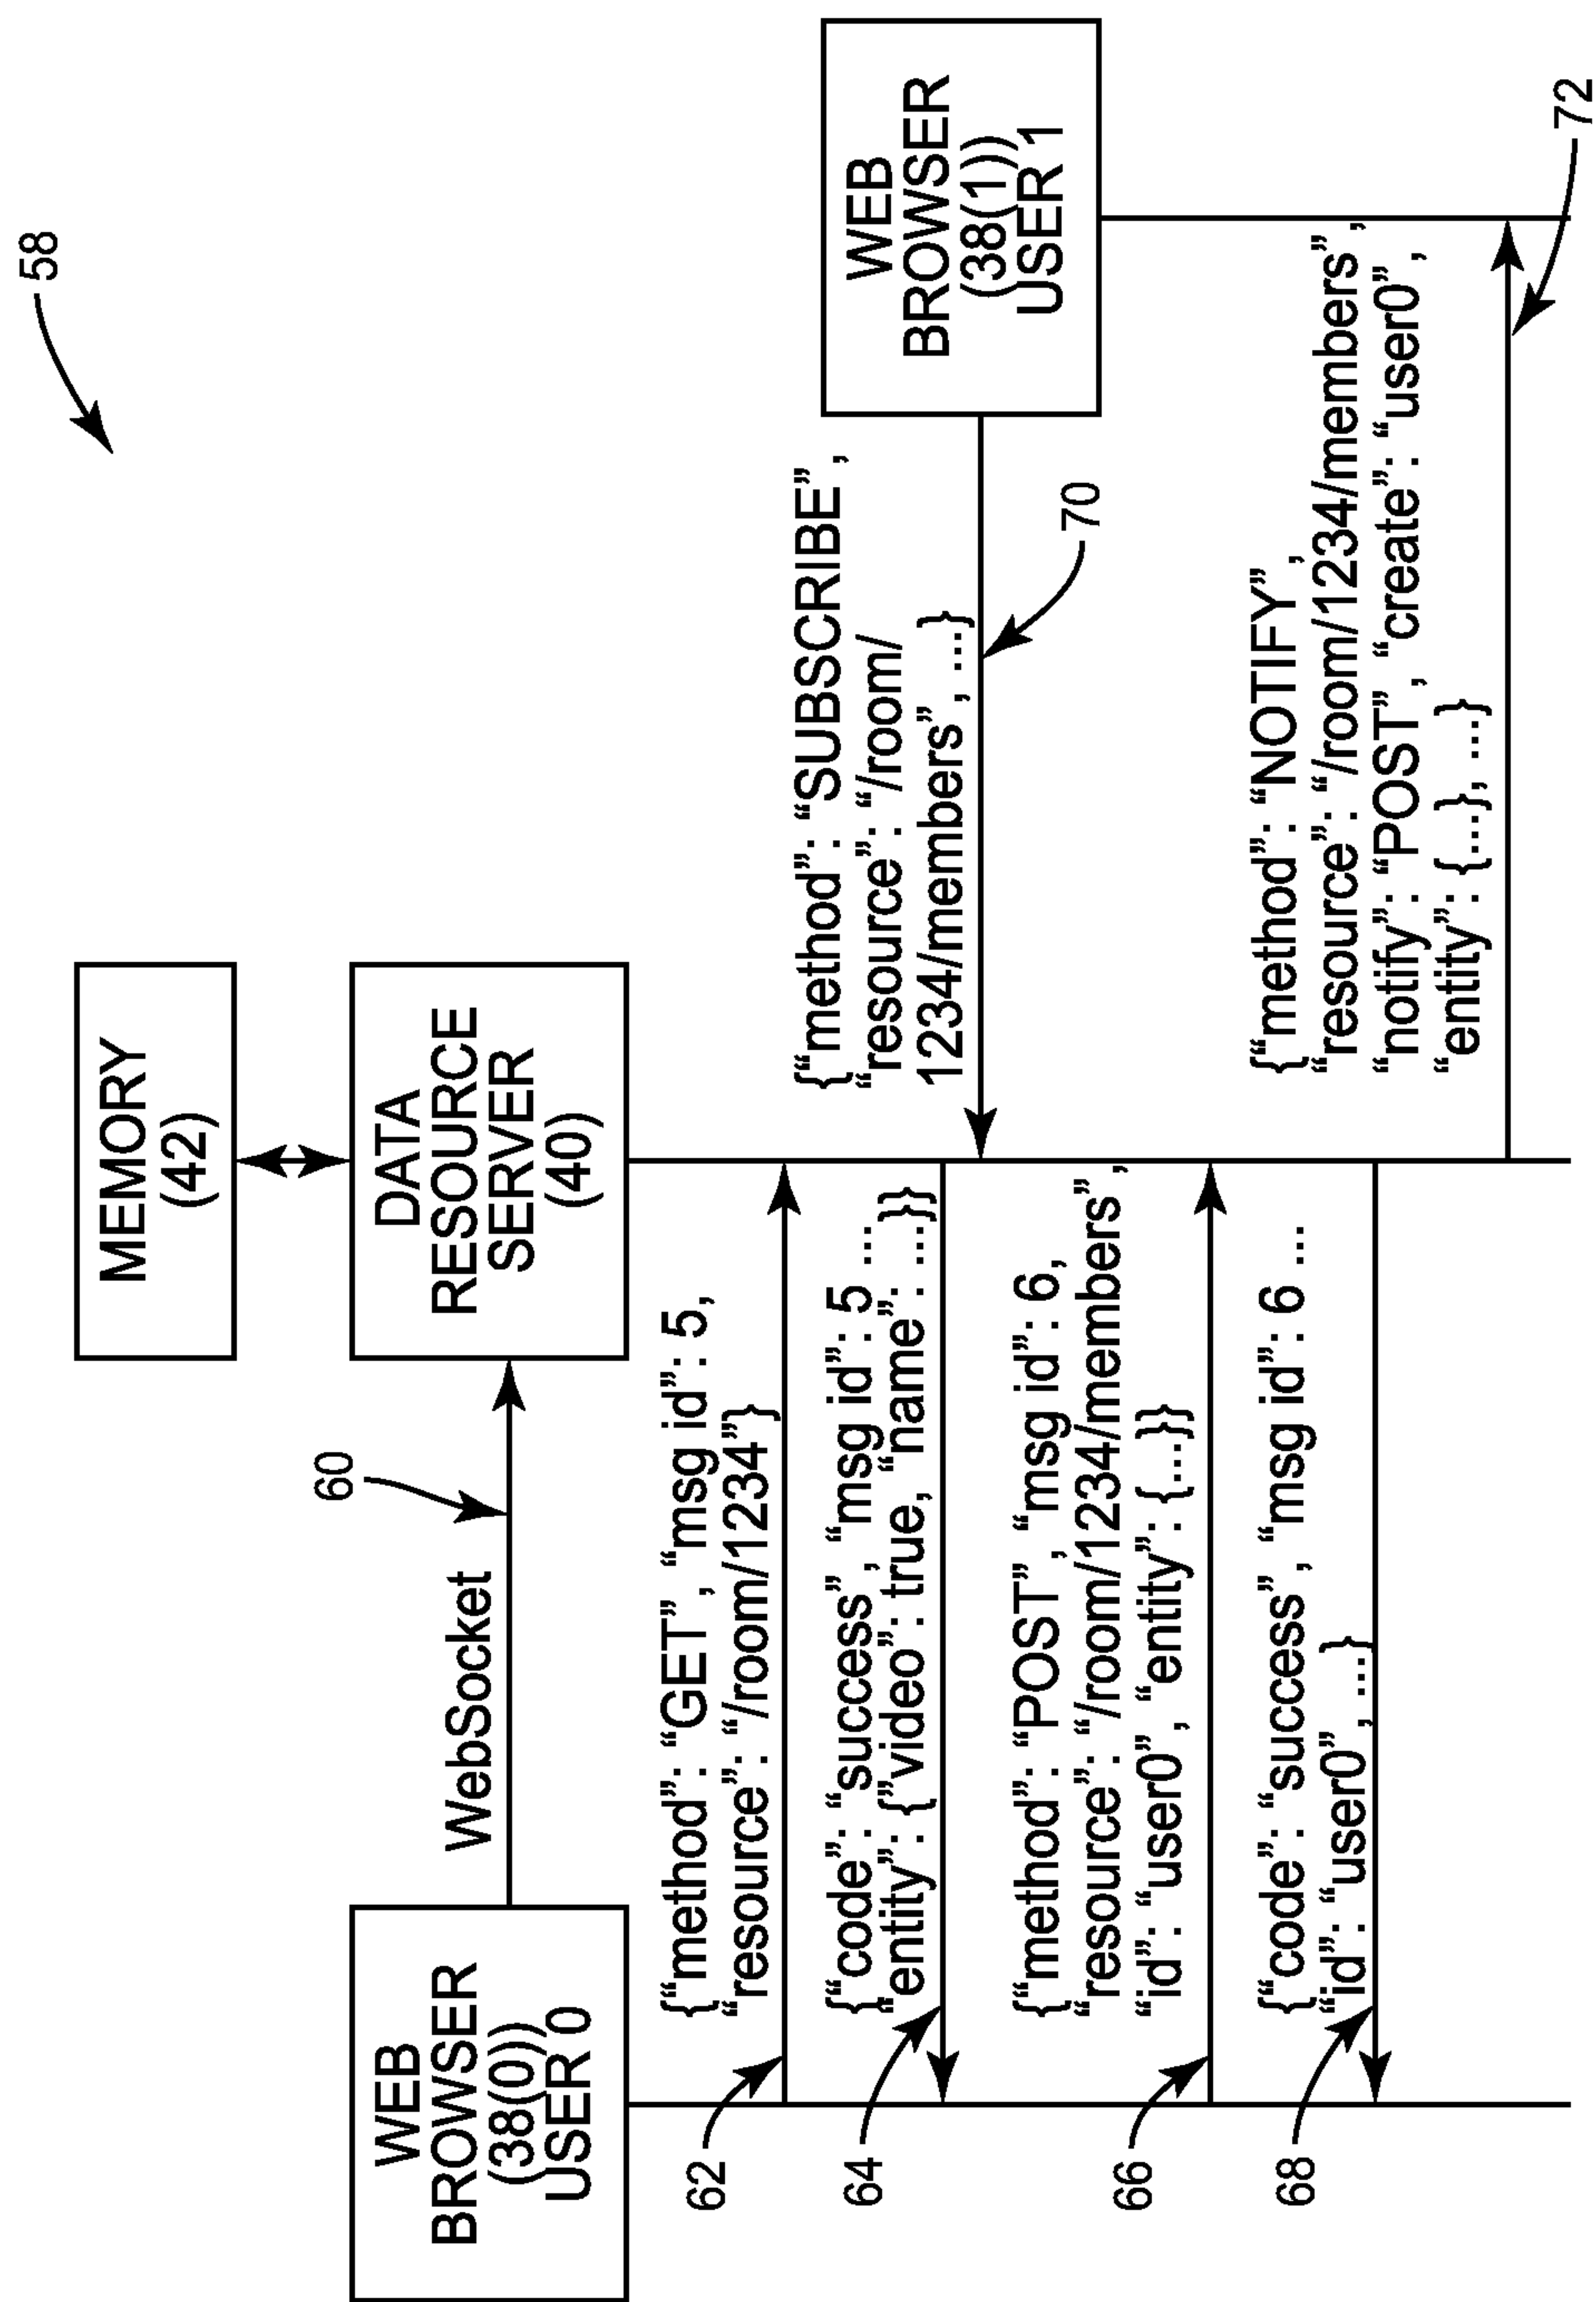 58
MEMORY
(42)
60
WebSocket
WEB
BROWSER
(38(0))
USER 0
DATA
RESOURCE
SERVER
(40)
62
{“method”: “GET”, “msg id”: 5,
“resource”: “/room/1234”}
64
{“code”: “success”, “msg id”: 5 ...
“entity”: {”video”: true, “name”: ...}}
WEB
BROWSER
(38(1))
USER 1
{“method”: “SUBSCRIBE”,
“resource”: “/room/
1234/members”, ...}
70
66
{“method”: “POST”, “msg id”: 6,
“resource”: “/room/1234/members”,
“id”: “user0”, “entity”: {...}}
68
{“code”: “success”, “msg id”: 6 ...
“id”: “user0”, ...}
{“method”: “NOTIFY”,
“resource”: “/room/1234/members”,
“notify”: “POST”, “create”: “user0”,
“entity”: {...}, ...}
72